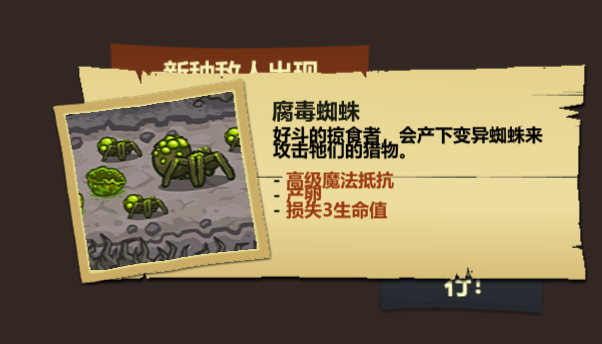 新种敌人出现
腐毒蜘蛛
好斗的掠食者，会产下变异蜘蛛来
攻击牠们的猎物。
- 高级魔法抵抗
- 产卵
- 损失3生命值
行!